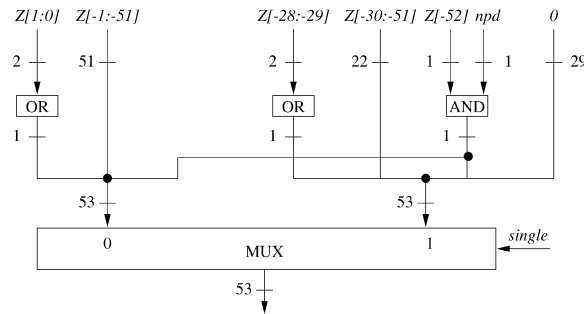 Z[1:0] Z[-1:-51] Z[-28:-29] Z[-30:-51] Z[-52] npd 0
2 51 2 22 1 1 29
OR OR AND
1 1 1
53 53
0 1
MUX
single
53